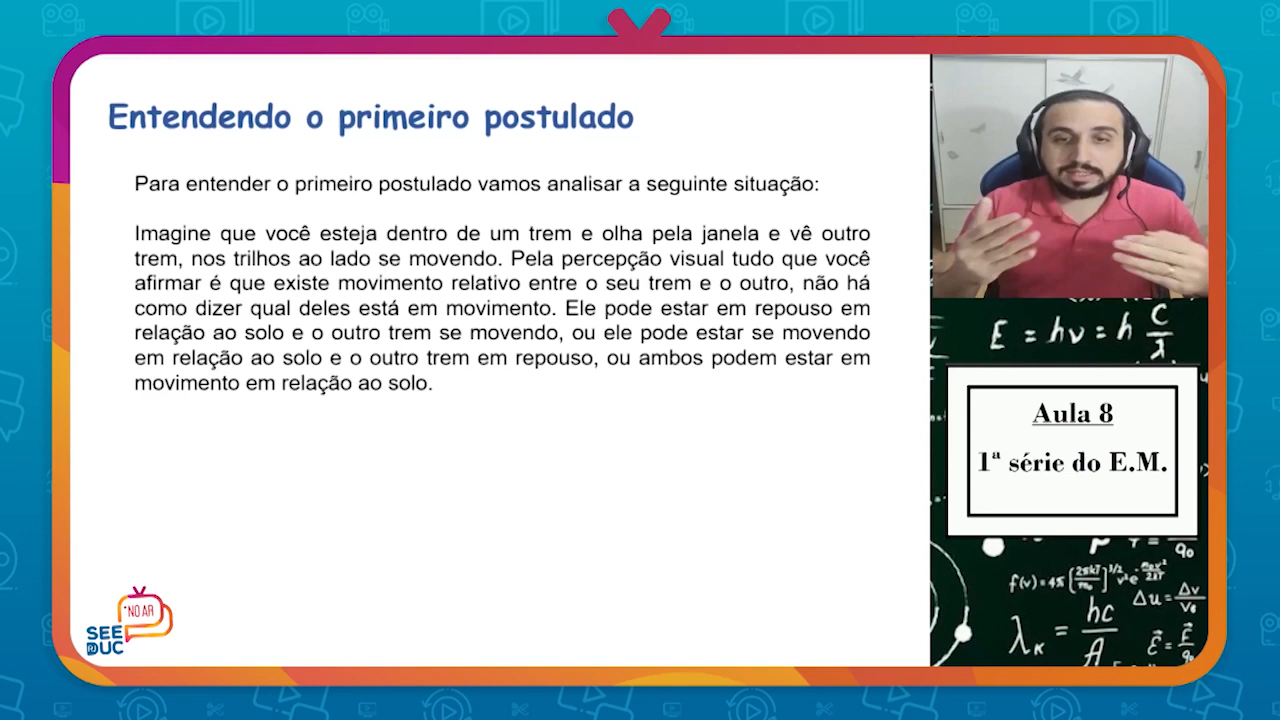 Entendendo o primeiro postulado
Para entender o primeiro postulado vamos analisar a seguinte situação:
Imagine que você esteja dentro de um trem e olha pela janela e vê outro
trem, nos trilhos ao lado se movendo. Pela percepção visual tudo que você
afirmar é que existe movimento relativo entre o seu trem e o outro, não há
como dizer qual deles está em movimento. Ele pode estar em repouso em
relação ao solo e o outro trem se movendo, ou ele pode estar se movendo
em relação ao solo e o outro trem em repouso, ou ambos podem estar em
movimento em relação ao solo.
E = hν = h C/λ
Aula 8
1ª série do E.M.
Δu = Δv/v₆
λκ = hc/A
NO AR
SEE
DUC